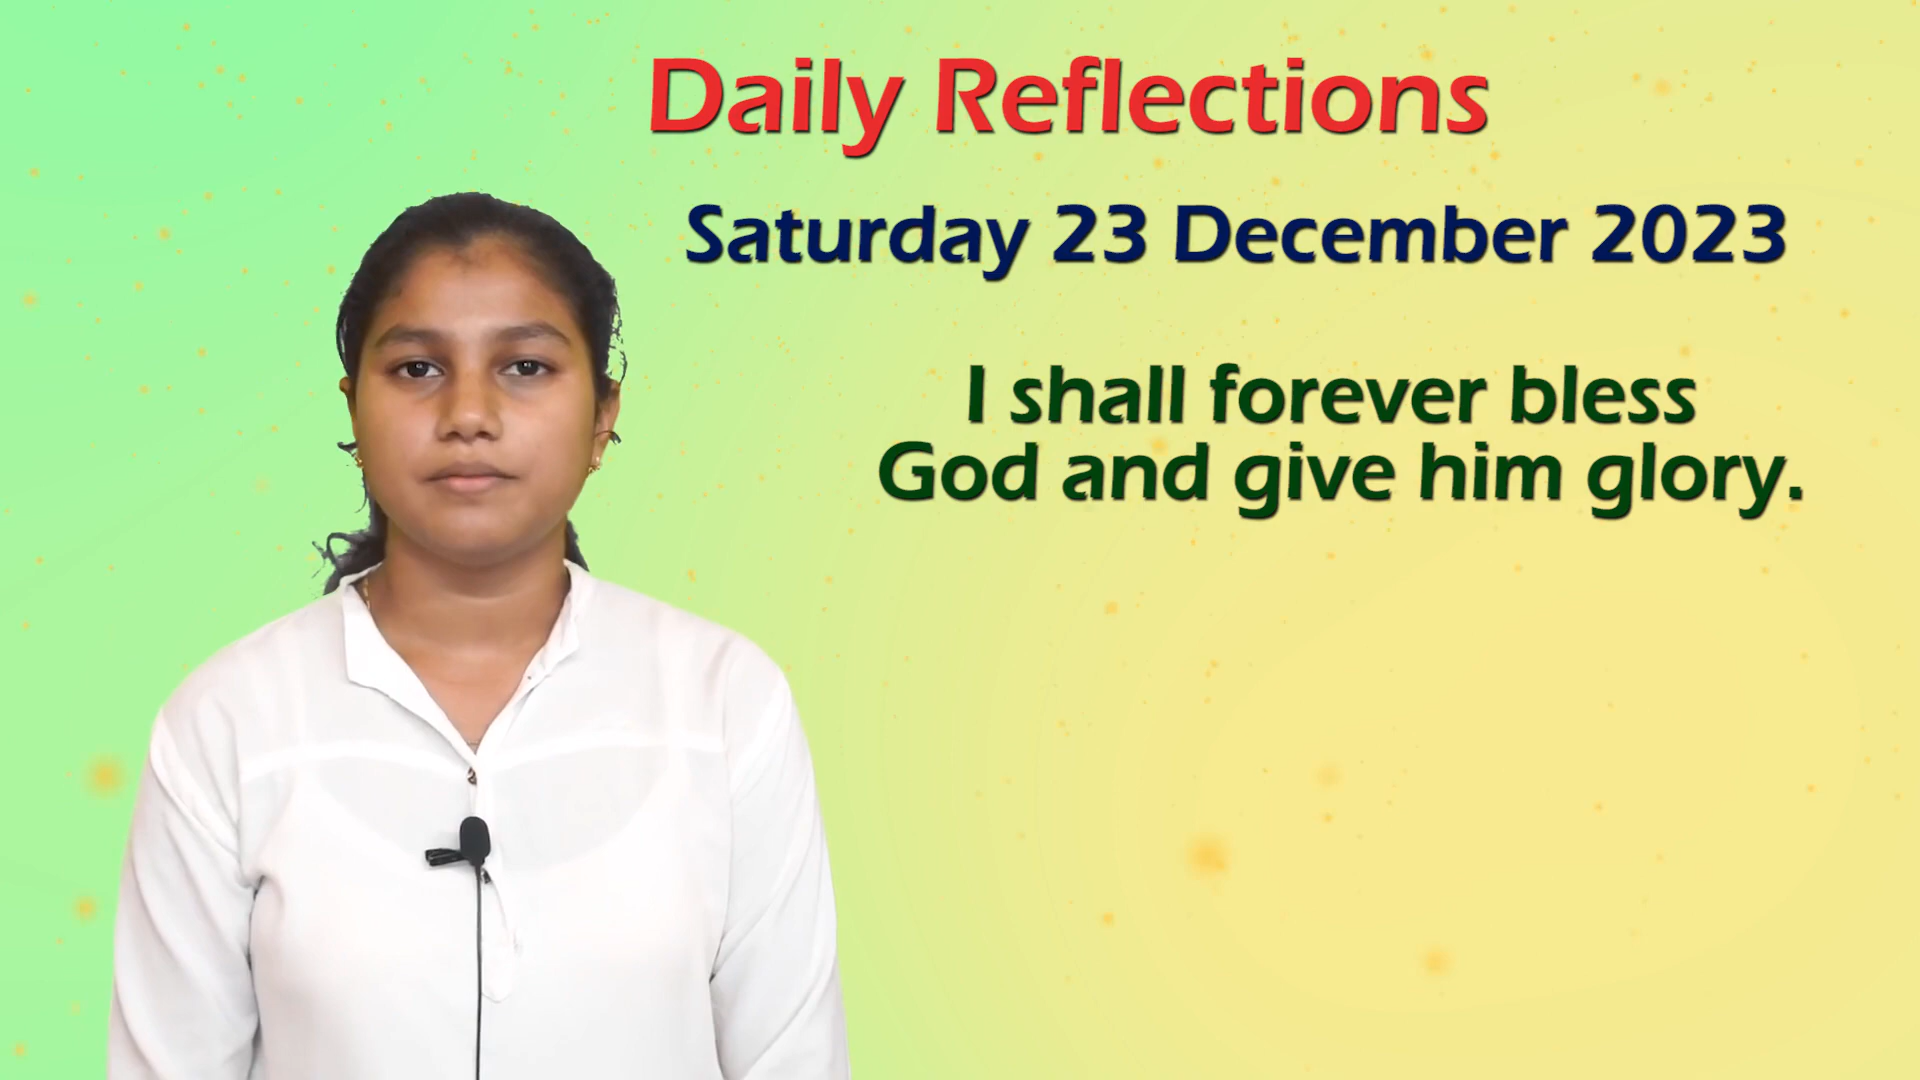 Daily Reflections
Saturday 23 December 2023
I shall forever bless
God and give him glory.